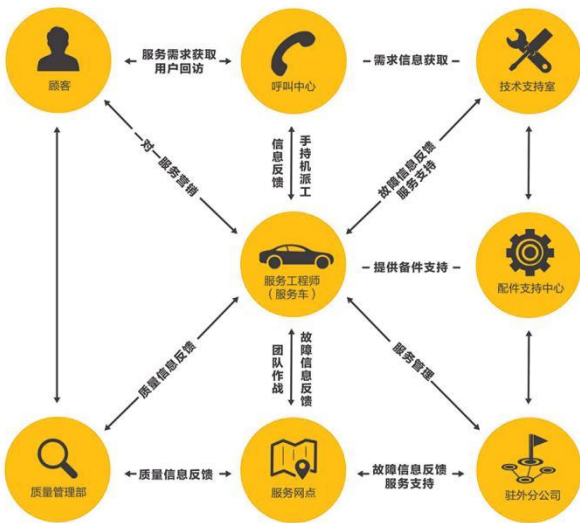 服务需求获取
用户回访
需求信息获取
顾客
呼叫中心
技术支持室
一对一服务营销
信息反馈
手持机派工
故障信息反馈
服务支持
服务工程师
（服务车）
提供备件支持
配件支持中心
质量信息反馈
团队作战
故障信息反馈
服务管理
质量管理部
质量信息反馈
服务网点
故障信息反馈
服务支持
驻外分公司